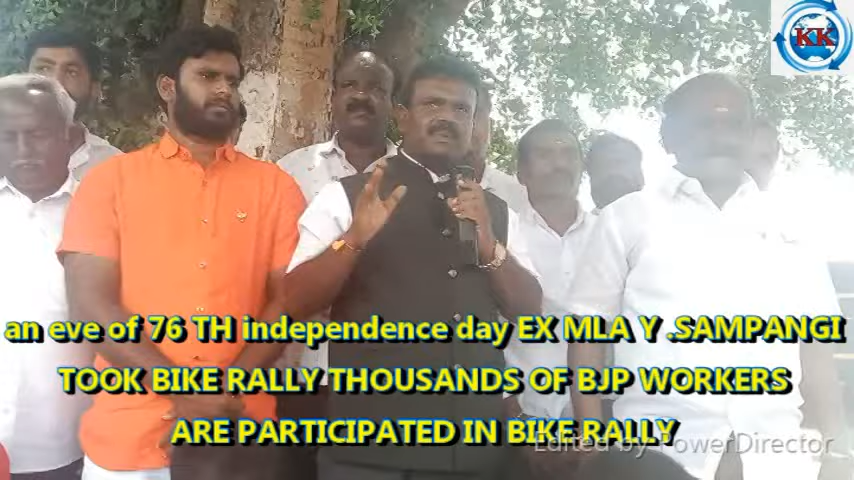 KK
an eve of 76 TH independence day EX MLA Y .SAMPANGI
TOOK BIKE RALLY THOUSANDS OF BJP WORKERS
ARE PARTICIPATED IN BIKE RALLY
Edited by PowerDirector